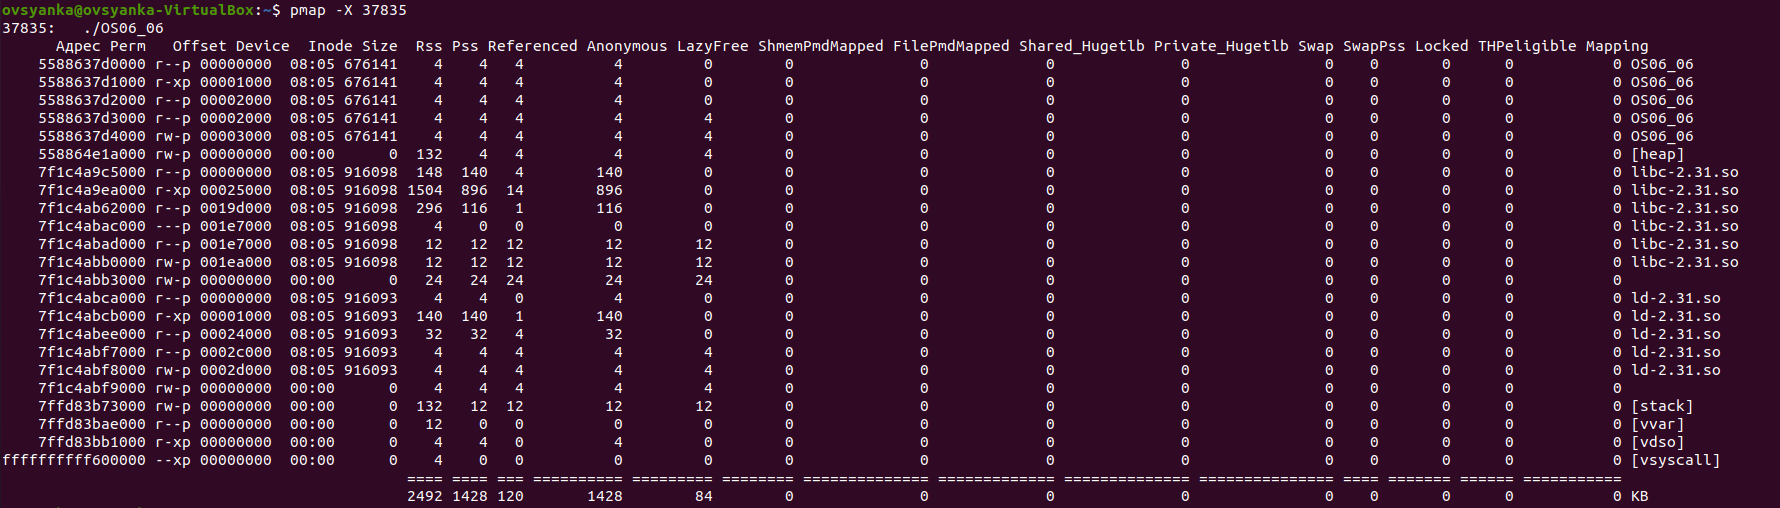 ovsyanka@ovsyanka-VirtualBox:~$ pmap -X 37835
37835:   ./OS06_06
Адрес Perm   Offset Device  Inode Size  Rss Pss Referenced Anonymous LazyFree ShmemPmdMapped FilePmdMapped Shared_Hugetlb Private_Hugetlb Swap SwapPss Locked THPeligible Mapping
5588637d0000 r--p 00000000  08:05 676141    4    4   4          4         0        0              0             0              0               0    0       0      0           0 OS06_06
5588637d1000 r-xp 00001000  08:05 676141    4    4   4          4         0        0              0             0              0               0    0       0      0           0 OS06_06
5588637d2000 r--p 00002000  08:05 676141    4    4   4          4         0        0              0             0              0               0    0       0      0           0 OS06_06
5588637d3000 r--p 00002000  08:05 676141    4    4   4          4         4        0              0             0              0               0    0       0      0           0 OS06_06
5588637d4000 rw-p 00003000  08:05 676141    4    4   4          4         4        0              0             0              0               0    0       0      0           0 OS06_06
558864e1a000 rw-p 00000000  00:00      0  132    4   4          4         4        0              0             0              0               0    0       0      0           0 [heap]
7f1c4a9c5000 r--p 00000000  08:05 916098  148  140   4        140         0        0              0             0              0               0    0       0      0           0 libc-2.31.so
7f1c4a9ea000 r-xp 00025000  08:05 916098 1504  896  14        896         0        0              0             0              0               0    0       0      0           0 libc-2.31.so
7f1c4ab62000 r--p 0019d000  08:05 916098  296  116   1        116         0        0              0             0              0               0    0       0      0           0 libc-2.31.so
7f1c4abac000 ---p 001e7000  08:05 916098    4    0   0          0         0        0              0             0              0               0    0       0      0           0 libc-2.31.so
7f1c4abad000 r--p 001e7000  08:05 916098   12   12  12         12        12        0              0             0              0               0    0       0      0           0 libc-2.31.so
7f1c4abb0000 rw-p 001ea000  08:05 916098   12   12  12         12        12        0              0             0              0               0    0       0      0           0 libc-2.31.so
7f1c4abb3000 rw-p 00000000  00:00      0   24   24  24         24        24        0              0             0              0               0    0       0      0           0
7f1c4abca000 r--p 00000000  08:05 916093    4    4   0          4         0        0              0             0              0               0    0       0      0           0 ld-2.31.so
7f1c4abcb000 r-xp 00001000  08:05 916093  140  140   1        140         0        0              0             0              0               0    0       0      0           0 ld-2.31.so
7f1c4abee000 r--p 00024000  08:05 916093   32   32   4         32         0        0              0             0              0               0    0       0      0           0 ld-2.31.so
7f1c4abf7000 r--p 0002c000  08:05 916093    4    4   4          4         4        0              0             0              0               0    0       0      0           0 ld-2.31.so
7f1c4abf8000 rw-p 0002d000  08:05 916093    4    4   4          4         4        0              0             0              0               0    0       0      0           0 ld-2.31.so
7f1c4abf9000 rw-p 00000000  00:00      0    4    4   4          4         4        0              0             0              0               0    0       0      0           0
7ffd83b73000 rw-p 00000000  00:00      0  132   12  12         12        12        0              0             0              0               0    0       0      0           0 [stack]
7ffd83bae000 r--p 00000000  00:00      0   12    0   0          0         0        0              0             0              0               0    0       0      0           0 [vvar]
7ffd83bb1000 r-xp 00000000  00:00      0    4    4   0          4         0        0              0             0              0               0    0       0      0           0 [vdso]
ffffffffff600000 --xp 00000000  00:00      0    4    0   0          0         0        0              0             0              0               0    0       0      0           0 [vsyscall]
==== ==== === ========== ========= ======== ============== ============= ============== =============== ==== ======= ====== ===========
2492 1428 120       1428        84        0              0             0              0               0    0       0      0           0 KB